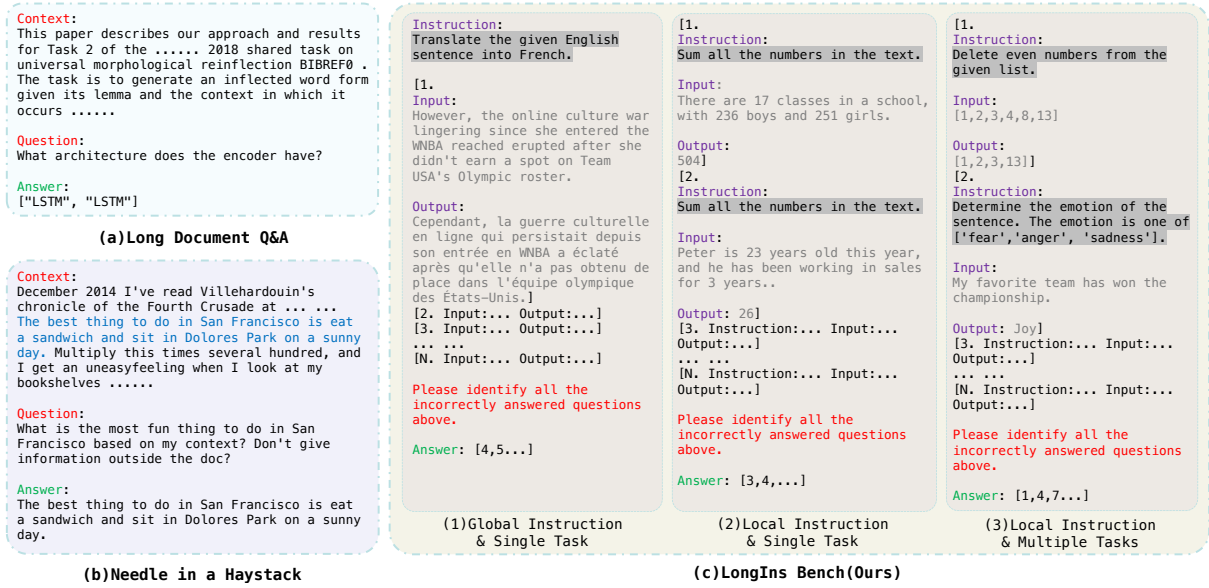 Context:
This paper describes our approach and results
for Task 2 of the ...... 2018 shared task on
universal morphological reinflection BIBREF0 .
The task is to generate an inflected word form
given its lemma and the context in which it
occurs ......
Question:
What architecture does the encoder have?
Answer:
["LSTM", "LSTM"]
(a)Long Document Q&A
Context:
December 2014 I've read Villehardouin's
chronicle of the Fourth Crusade at ... ...
The best thing to do in San Francisco is eat
a sandwich and sit in Dolores Park on a sunny
day. Multiply this times several hundred, and
I get an uneasyfeeling when I look at my
bookshelves ......
Question:
What is the most fun thing to do in San
Francisco based on my context? Don't give
information outside the doc?
Answer:
The best thing to do in San Francisco is eat
a sandwich and sit in Dolores Park on a sunny
day.
(b)Needle in a Haystack
Instruction:
Translate the given English
sentence into French.
[1.
Input:
However, the online culture war
lingering since she entered the
WNBA reached erupted after she
didn't earn a spot on Team
USA's Olympic roster.
Output:
Cependant, la guerre culturelle
en ligne qui persistait depuis
son entrée en WNBA a éclaté
après qu'elle n'a pas obtenu de
place dans l'équipe olympique
des États-Unis.]
[2. Input:... Output:...]
[3. Input:... Output:...]
... ...
[N. Input:... Output:...]
Please identify all the
incorrectly answered questions
above.
Answer: [4,5...]
(1)Global Instruction
& Single Task
[1.
Instruction:
Sum all the numbers in the text.
Input:
There are 17 classes in a school,
with 236 boys and 251 girls.
Output:
504]
[2.
Instruction:
Sum all the numbers in the text.
Input:
Peter is 23 years old this year,
and he has been working in sales
for 3 years..
Output: 26]
[3. Instruction:... Input:...
Output:...]
... ...
[N. Instruction:... Input:...
Output:...]
Please identify all the
incorrectly answered questions
above.
Answer: [3,4,...]
(2)Local Instruction
& Single Task
[1.
Instruction:
Delete even numbers from the
given list.
Input:
[1,2,3,4,8,13]
Output:
[1,2,3,13]]
[2.
Instruction:
Determine the emotion of the
sentence. The emotion is one of
['fear','anger', 'sadness'].
Input:
My favorite team has won the
championship.
Output: Joy]
[3. Instruction:... Input:...
Output:...]
... ...
[N. Instruction:... Input:...
Output:...]
Please identify all the
incorrectly answered questions
above.
Answer: [1,4,7...]
(3)Local Instruction
& Multiple Tasks
(c)LongIns Bench(Ours)